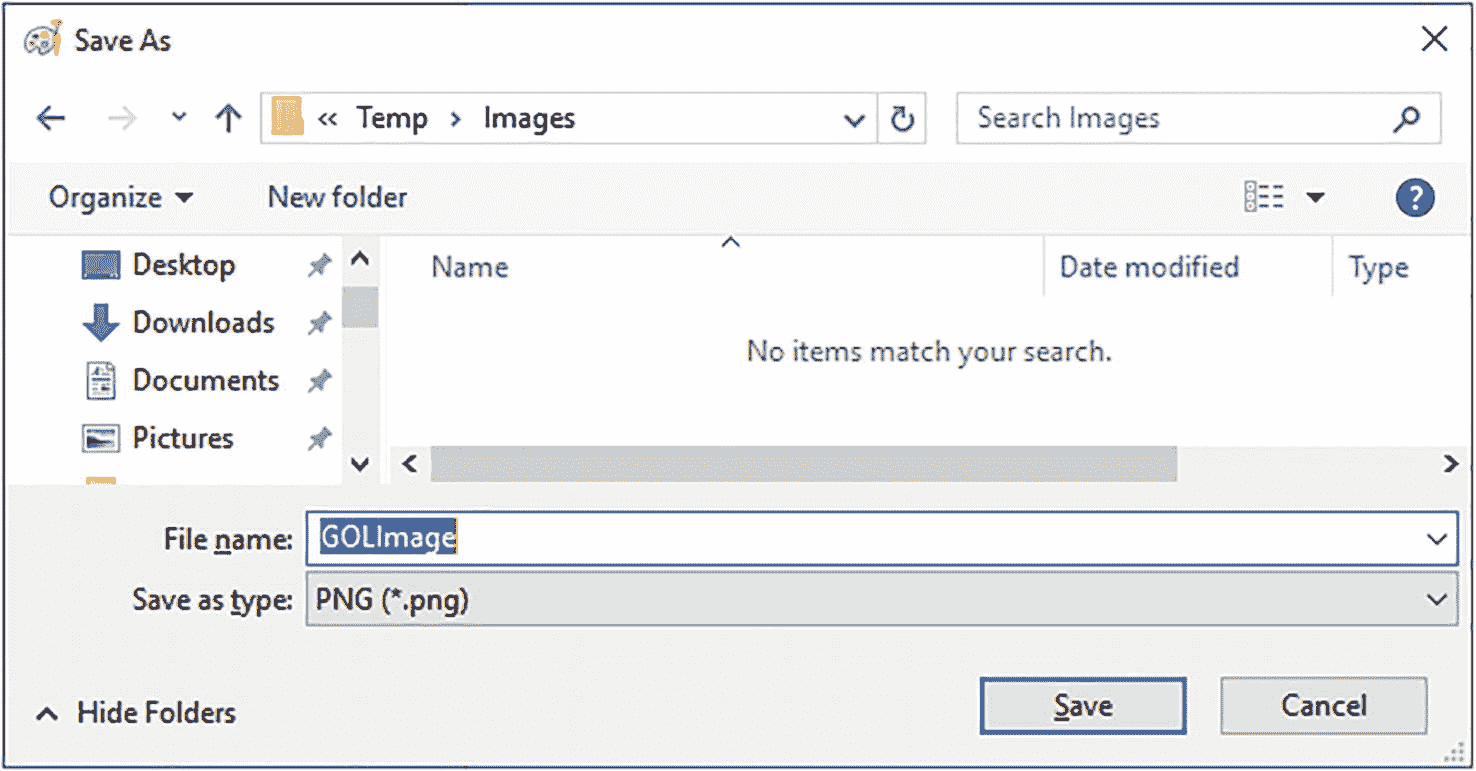 Save As
« Temp › Images
Search Images
Organize
New folder
?
Desktop
Downloads
Documents
Pictures
Name
Date modified
Type
No items match your search.
File name: GOLImage
Save as type: PNG (*.png)
Hide Folders
Save
Cancel